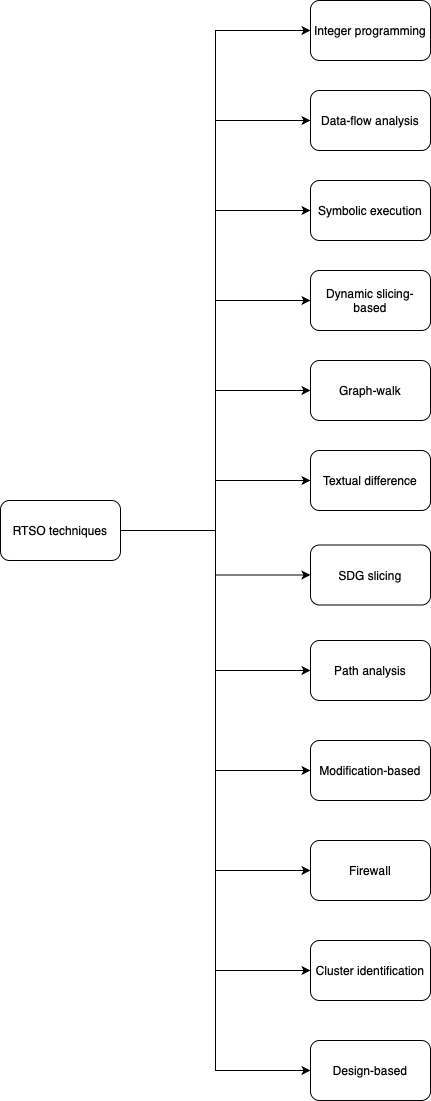 Integer programming
Data-flow analysis
Symbolic execution
Dynamic slicing-
based
Graph-walk
Textual difference
RTSO techniques
SDG slicing
Path analysis
Modification-based
Firewall
Cluster identification
Design-based